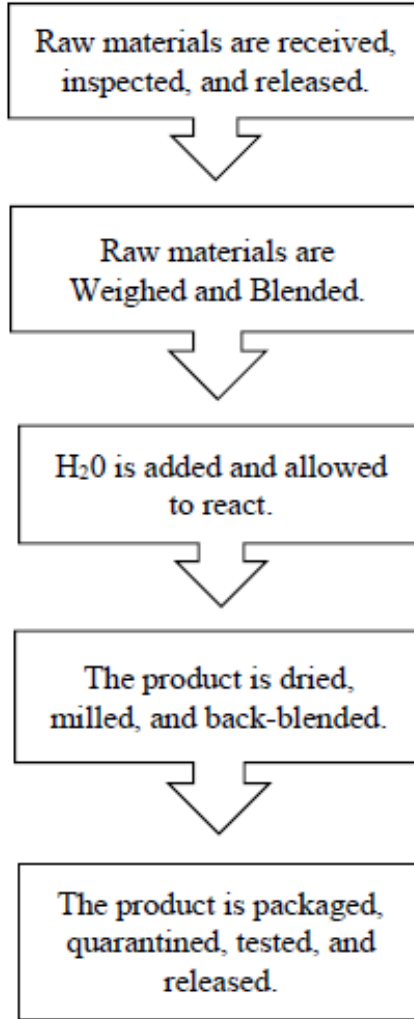 Raw materials are received,
inspected, and released.
Raw materials are
Weighed and Blended.
H₂0 is added and allowed
to react.
The product is dried,
milled, and back-blended.
The product is packaged,
quarantined, tested, and
released.